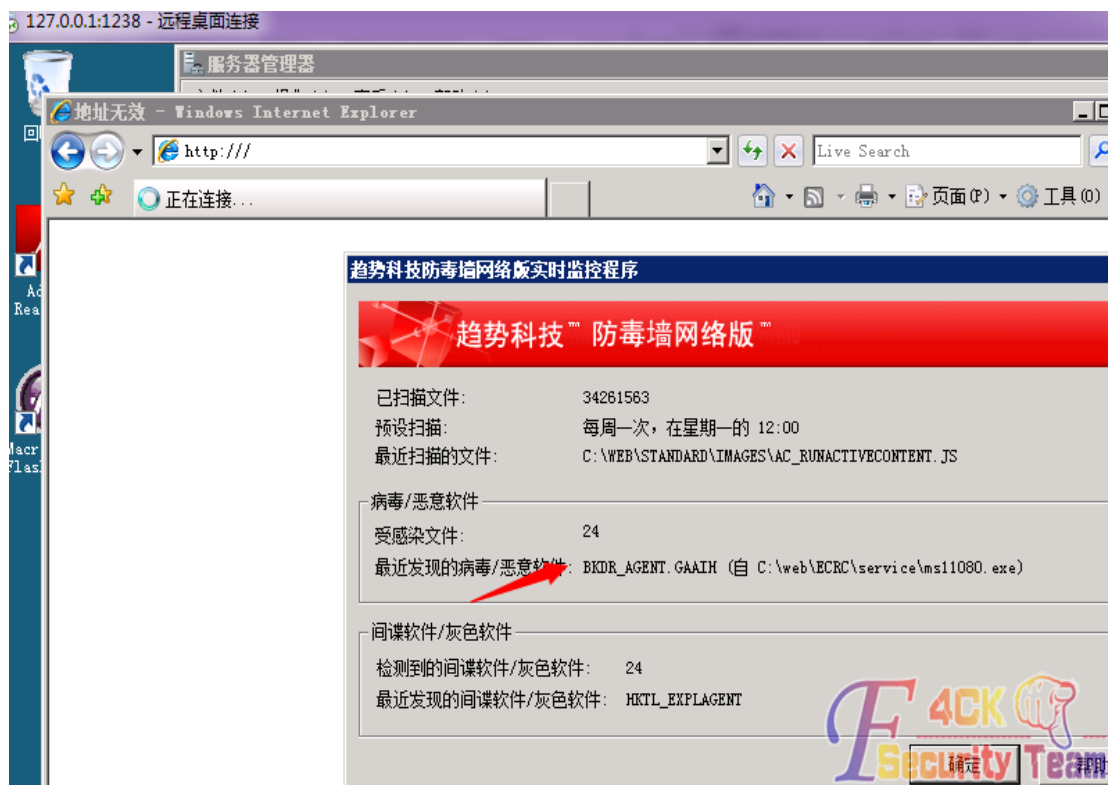 127.0.0.1:1238 - 远程桌面连接
服务器管理器
地址无效 - Windows Internet Explorer
http:///
Live Search
正在连接...
页面(P)
工具(O)
趋势科技防毒墙网络版实时监控程序
趋势科技™ 防毒墙网络版™
已扫描文件: 34261563
预设扫描: 每周一次，在星期一的 12:00
最近扫描的文件: C:\WEB\STANDARD\IMAGES\AC_RUNACTIVECONTENT.JS
病毒/恶意软件
受感染文件: 24
最近发现的病毒/恶意软件: BKDR_AGENT.GAAIH (自 C:\web\ECRC\service\ms11080.exe)
间谍软件/灰色软件
检测到的间谍软件/灰色软件: 24
最近发现的间谍软件/灰色软件: HKTL_EXPLAGENT
F4CK
Security Team
确定
帮助